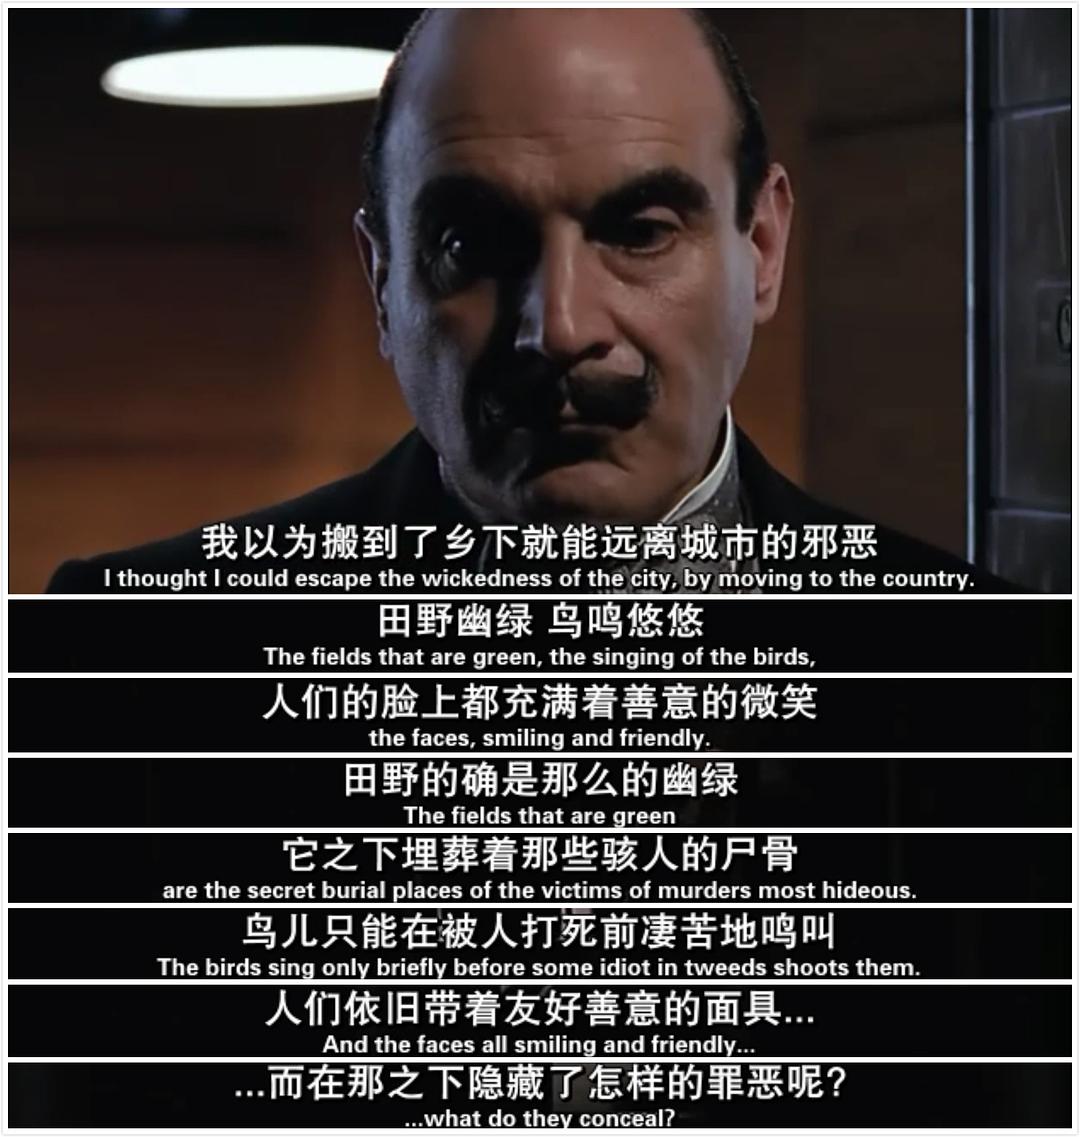 我以为搬到了乡下就能远离城市的邪恶
I thought I could escape the wickedness of the city, by moving to the country.
田野幽绿 鸟鸣悠悠
The fields that are green, the singing of the birds,
人们的脸上都充满着善意的微笑
the faces, smiling and friendly.
田野的确是那么的幽绿
The fields that are green
它之下埋葬着那些骇人的尸骨
are the secret burial places of the victims of murders most hideous.
鸟儿只能在被人打死前凄苦地鸣叫
The birds sing only briefly before some idiot in tweeds shoots them.
人们依旧带着友好善意的面具...
And the faces all smiling and friendly...
...而在那之下隐藏了怎样的罪恶呢?
...what do they conceal?